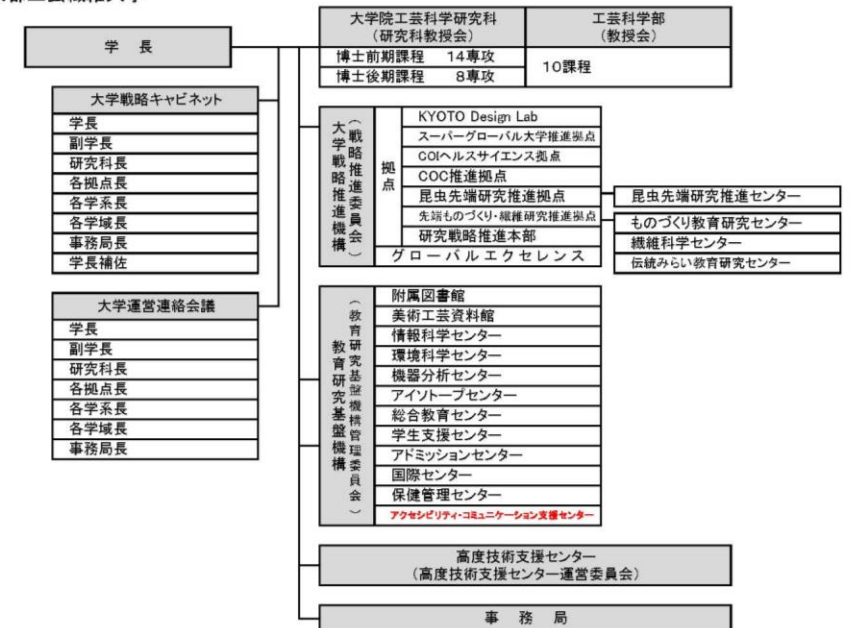 学 長
大学戦略キャビネット
学長
副学長
研究科長
各拠点長
各学系長
各学域長
事務局長
学長補佐
大学運営連絡会議
学長
副学長
研究科長
各拠点長
各学系長
各学域長
事務局長
大学院工芸科学研究科
(研究科教授会)
博士前期課程 14専攻
博士後期課程 8専攻
工芸科学部
(教授会)
10課程
大学戦略推進機構
(戦略推進委員会)
拠点
KYOTO Design Lab
スーパーグローバル大学推進拠点
COIヘルスサイエンス拠点
COC推進拠点
昆虫先端研究推進拠点
先端ものづくり・繊維研究推進拠点
研究戦略推進本部
グローバルエクセレンス
昆虫先端研究推進センター
ものづくり教育研究センター
繊維科学センター
伝統みらい教育研究センター
教育研究基盤機構
(教育研究基盤機構管理委員会)
附属図書館
美術工芸資料館
情報科学センター
環境科学センター
機器分析センター
アイソトープセンター
総合教育センター
学生支援センター
アドミッションセンター
国際センター
保健管理センター
アクセシビリティ・コミュニケーション支援センター
高度技術支援センター
(高度技術支援センター運営委員会)
事 務 局